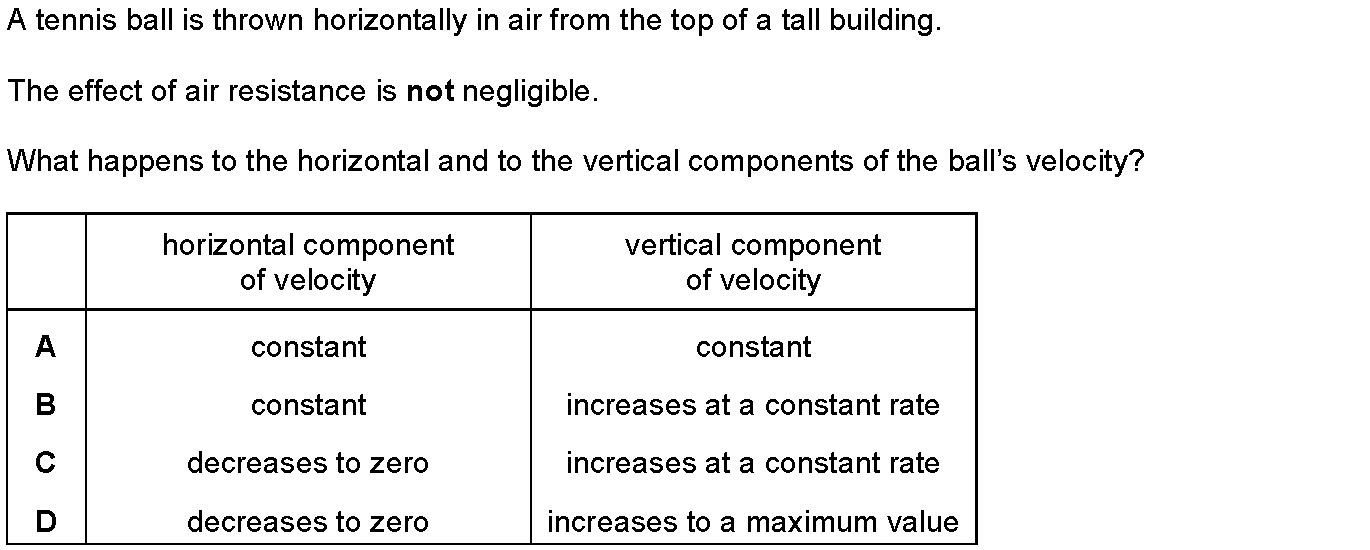 A tennis ball is thrown horizontally in air from the top of a tall building.
The effect of air resistance is not negligible.
What happens to the horizontal and to the vertical components of the ball's velocity?
horizontal component of velocity vertical component of velocity
A constant constant
B constant increases at a constant rate
C decreases to zero increases at a constant rate
D decreases to zero increases to a maximum value